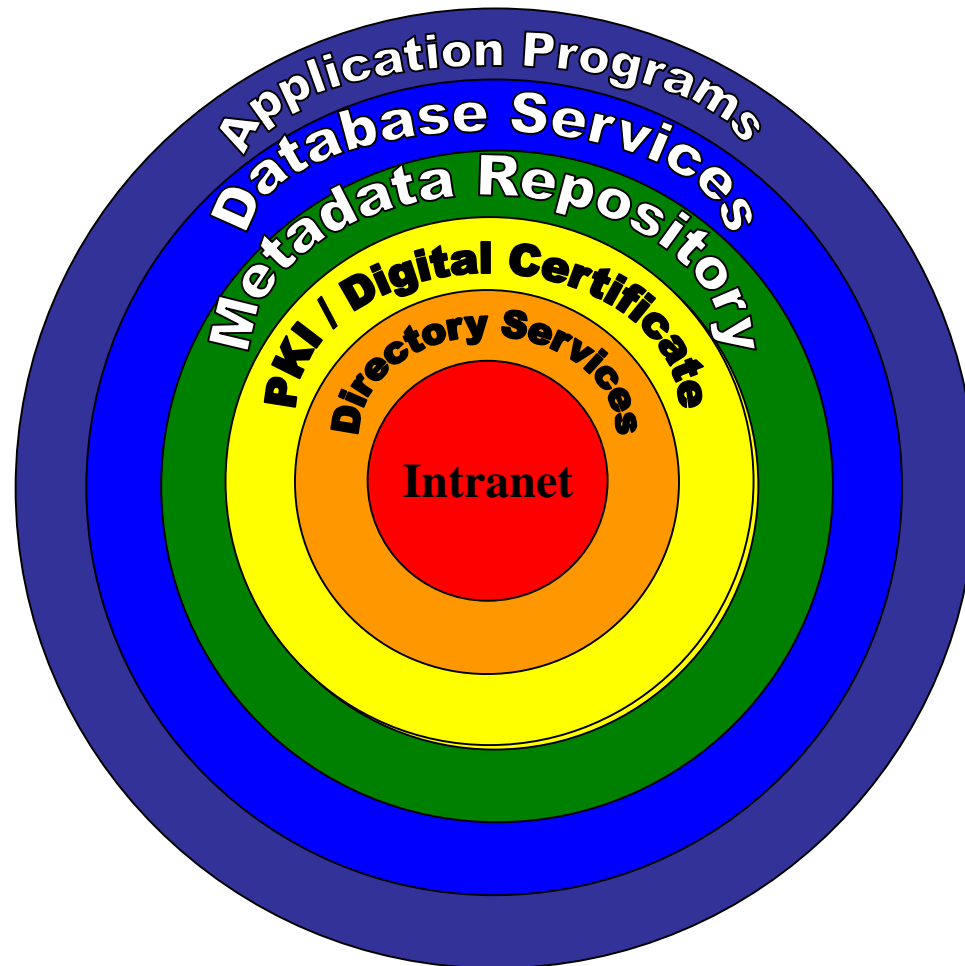 Application Programs
Database Services
Metadata Repository
PKI / Digital Certificate
Directory Services
Intranet